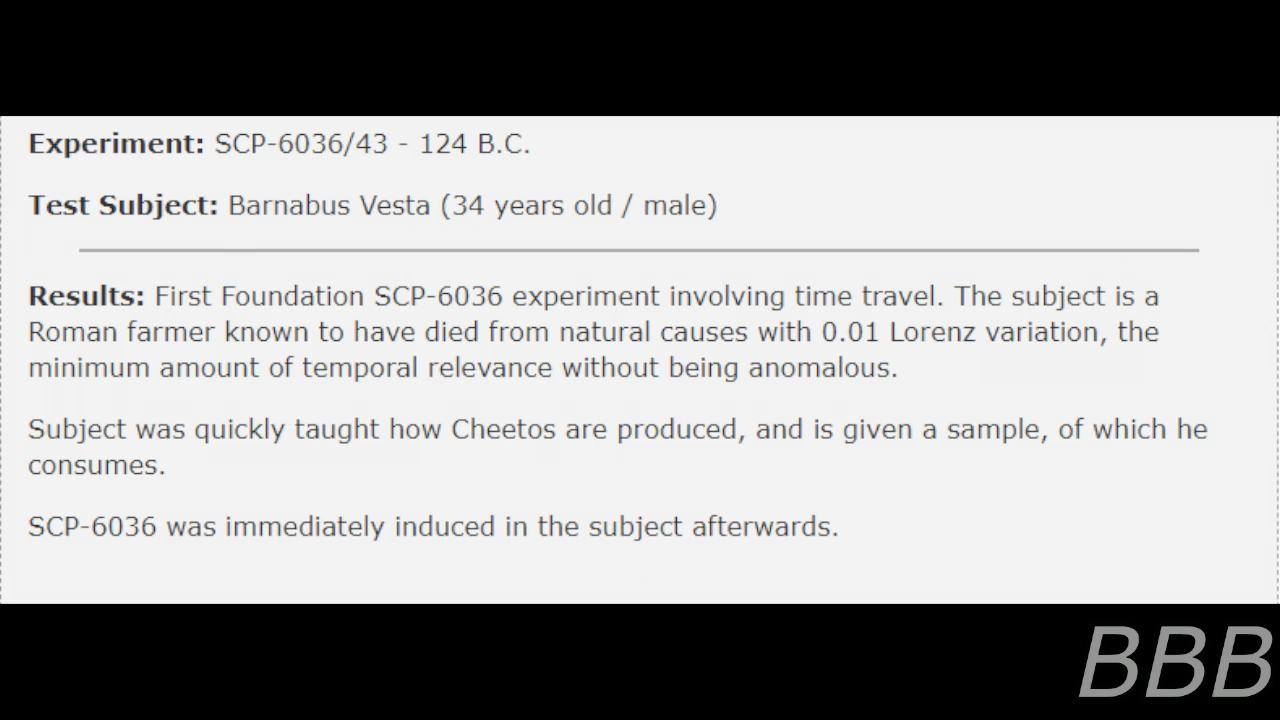 Experiment: SCP-6036/43 - 124 B.C.
Test Subject: Barnabus Vesta (34 years old / male)
Results: First Foundation SCP-6036 experiment involving time travel. The subject is a
Roman farmer known to have died from natural causes with 0.01 Lorenz variation, the
minimum amount of temporal relevance without being anomalous.
Subject was quickly taught how Cheetos are produced, and is given a sample, of which he
consumes.
SCP-6036 was immediately induced in the subject afterwards.
BBB